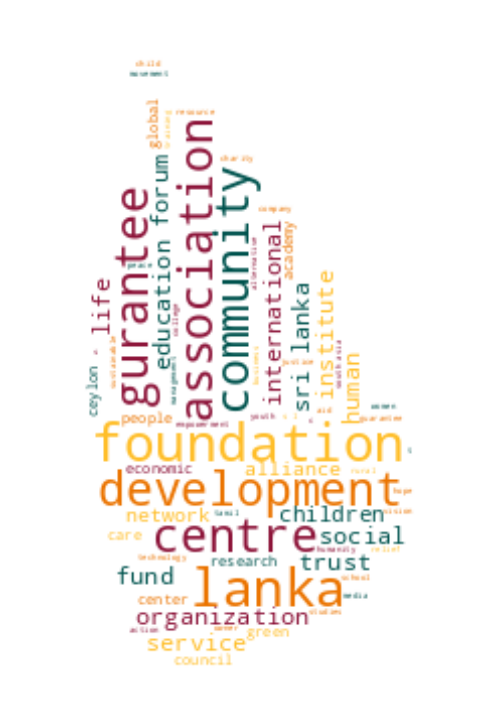 child
movement
global
training
resource
association
gurantee
education
forum
charity
community
company
international
academy
alternative
sri lanka
institute
human
south asia
life
peace
college
sustainable
management
ceylon
business
justice
youth
aid
women
guarantee
people
empowerment
foundation
economic
alliance
rural
development
hope
network
tamil
children
vision
care
centre
social
humanity
relief
technology
research
trust
fund
school
center
lanka
media
organization
studies
action
green
service
council